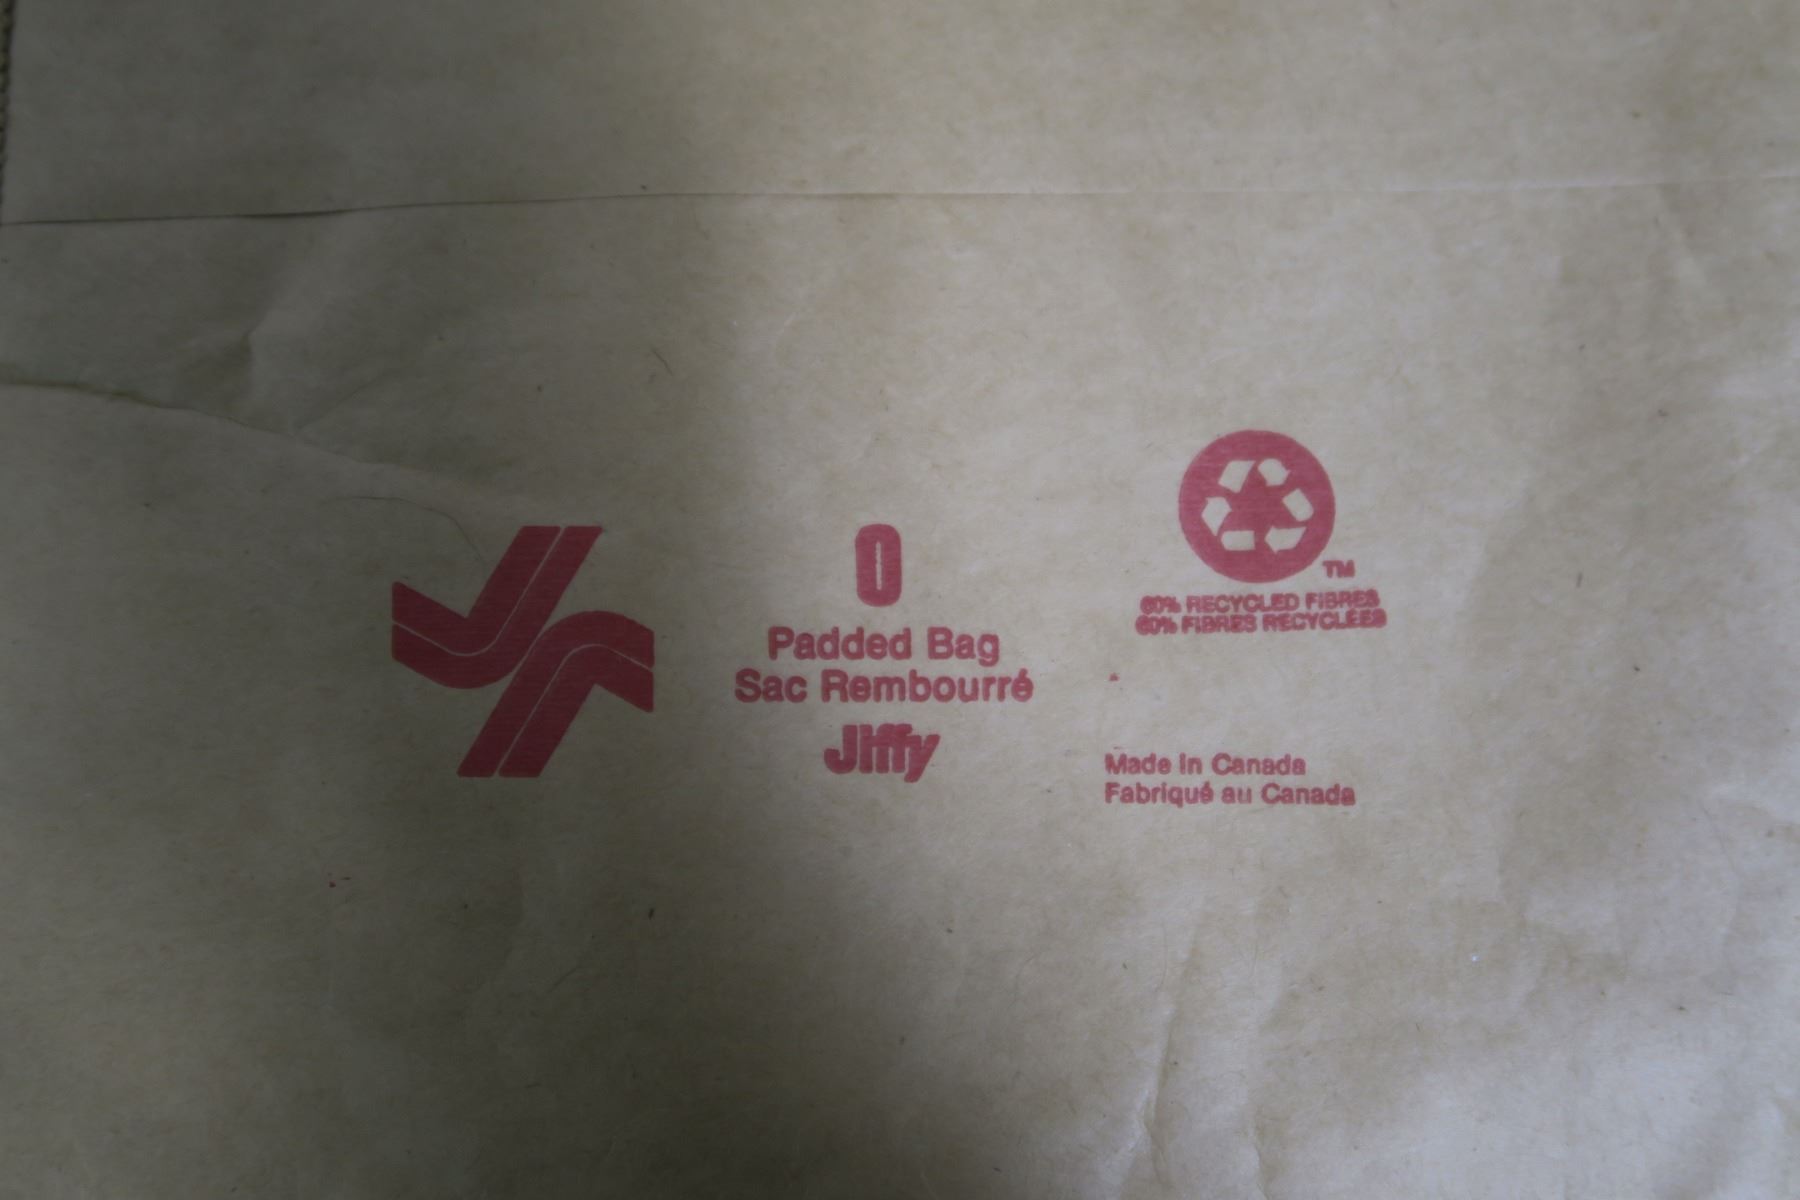 0
Padded Bag
Sac Rembourré
Jiffy
TM
60% RECYCLED FIBRES
60% FIBRES RECYCLÉES
Made in Canada
Fabriqué au Canada